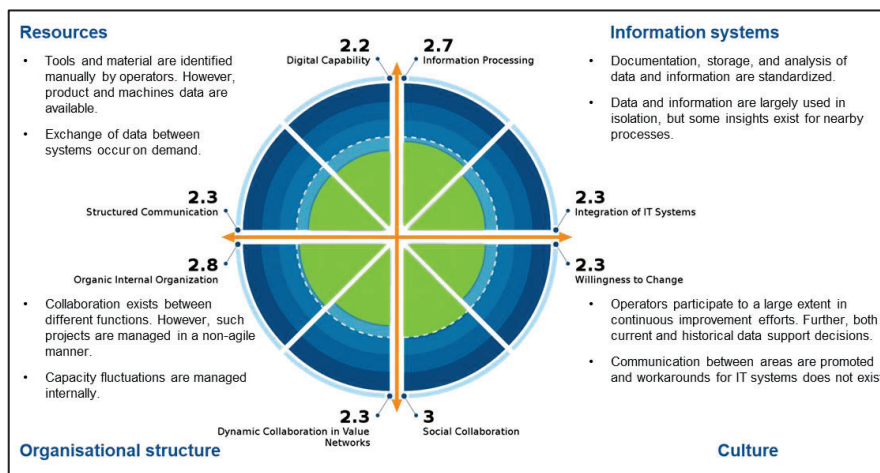 Resources
• Tools and material are identified
manually by operators. However,
product and machines data are
available.
• Exchange of data between
systems occur on demand.
2.2
Digital Capability
2.7
Information Processing
Information systems
• Documentation, storage, and analysis of
data and information are standardized.
• Data and information are largely used in
isolation, but some insights exist for nearby
processes.
2.3
Structured Communication
2.3
Integration of IT Systems
2.8
Organic Internal Organization
2.3
Willingness to Change
• Collaboration exists between
different functions. However, such
projects are managed in a non-agile
manner.
• Capacity fluctuations are managed
internally.
• Operators participate to a large extent in
continuous improvement efforts. Further, both
current and historical data support decisions.
• Communication between areas are promoted
and workarounds for IT systems does not exist
2.3
Dynamic Collaboration in Value
Networks
3
Social Collaboration
Organisational structure
Culture